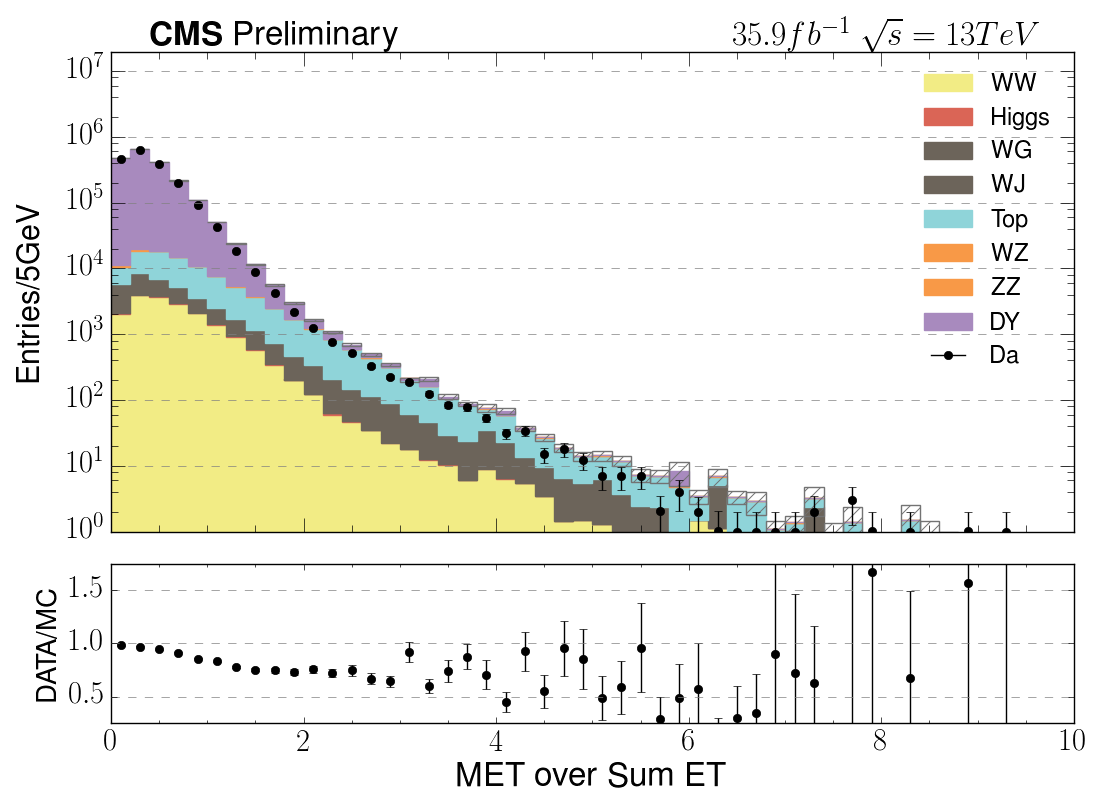 CMS Preliminary 35.9fb⁻¹ √s = 13TeV
10⁷
10⁶
10⁵
10⁴
10³
10²
10¹
10⁰
Entries/5GeV
WW
Higgs
WG
WJ
Top
WZ
ZZ
DY
Da
1.5
1.0
0.5
DATA/MC
0 2 4 6 8 10
MET over Sum ET